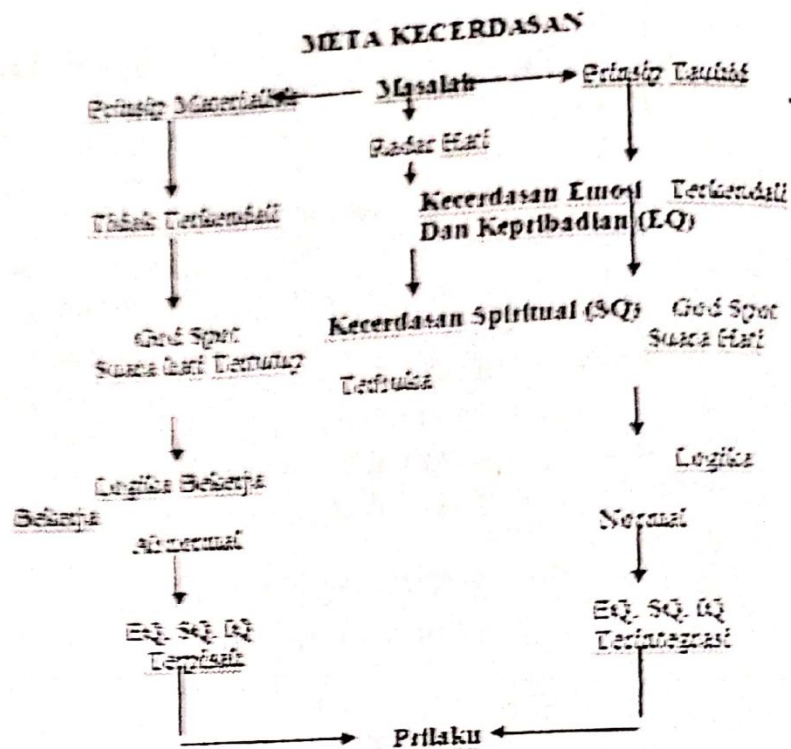 META KECERDASAN
Prinsip Materialisme Masalah Prinsip Tauhid
Radar Hati
Tidak Terkendali Kecerdasan Emosi Terkendali
Dan Kepribadian (EQ)
God Spot Kecerdasan Spiritual (SQ) God Spot
Suara Hati Tertutup Suara Hati
Terbuka
Logika Bekerja Logika
Bekerja Normal
Abnormal
EQ, SQ, IQ EQ, SQ, IQ
Terpisah Terintegrasi
Prilaku